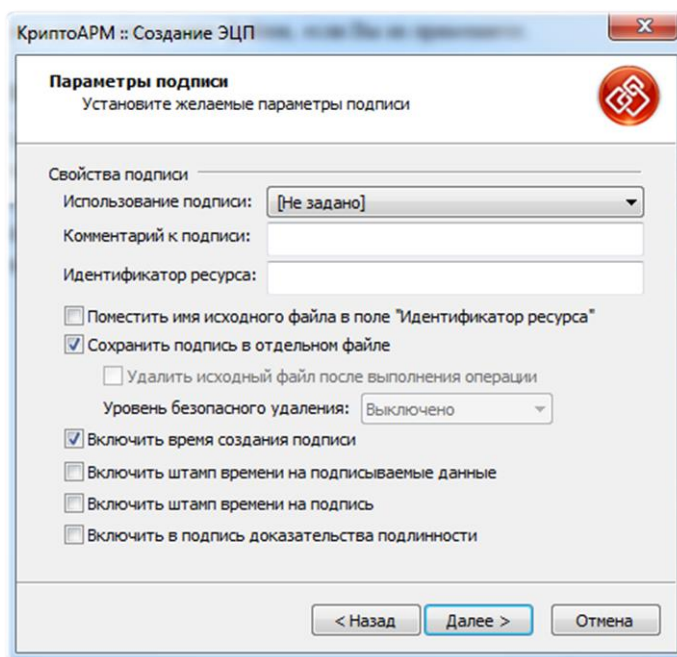 КриптоАРМ :: Создание ЭЦП
Параметры подписи
Установите желаемые параметры подписи
Свойства подписи
Использование подписи: [Не задано]
Комментарий к подписи:
Идентификатор ресурса:
Поместить имя исходного файла в поле "Идентификатор ресурса"
Сохранить подпись в отдельном файле
Удалить исходный файл после выполнения операции
Уровень безопасного удаления: Выключено
Включить время создания подписи
Включить штамп времени на подписываемые данные
Включить штамп времени на подпись
Включить в подпись доказательства подлинности
< Назад Далее > Отмена